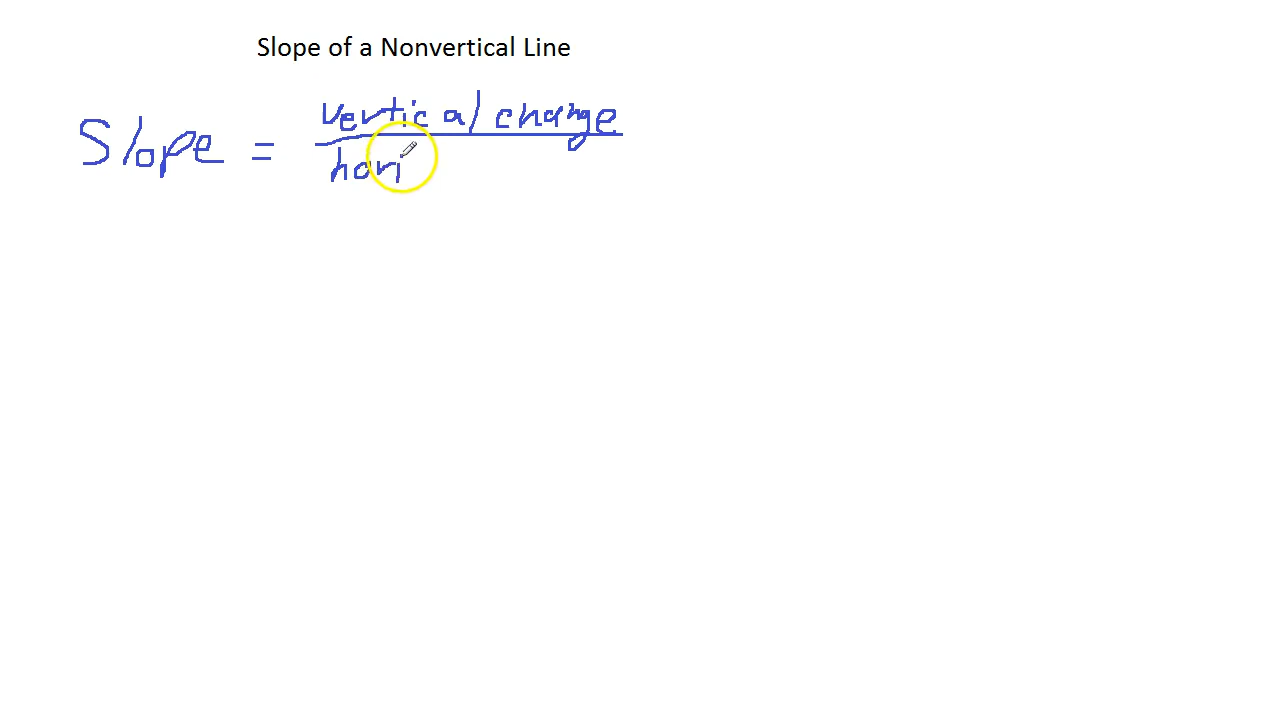 Slope of a Nonvertical Line
Slope = vertical change
hori